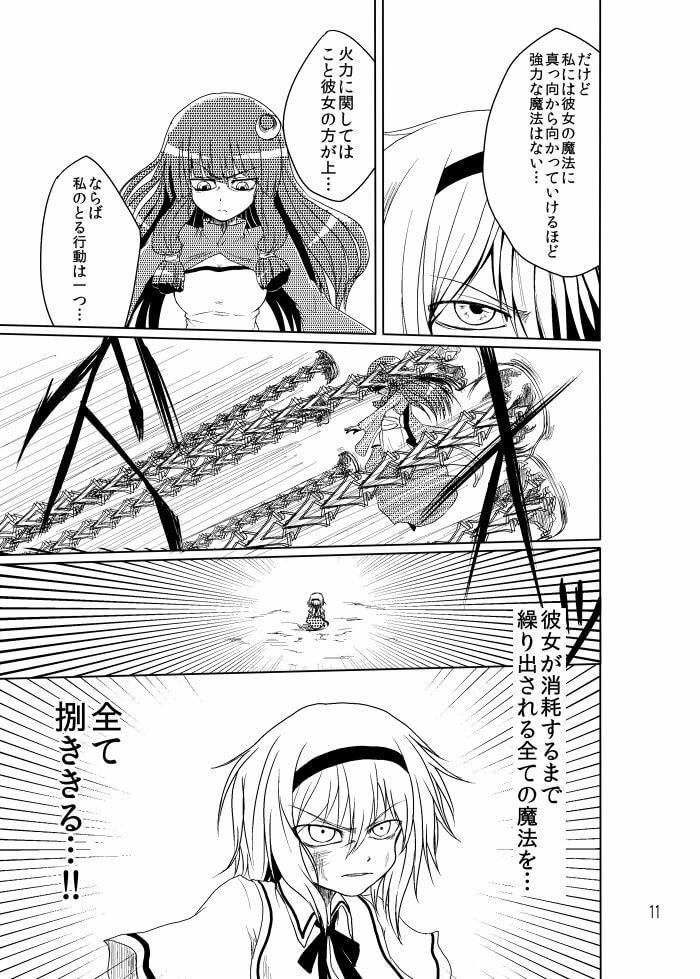 だけど
私には彼女の魔法に
真っ向から向かっていけるほど
強力な魔法はない…
火力に関しては
こと彼女の方が上…
ならば
私のとる行動は一つ…
彼女が消耗するまで
繰り出される全ての魔法を…
全て
捌ききる…!!
11